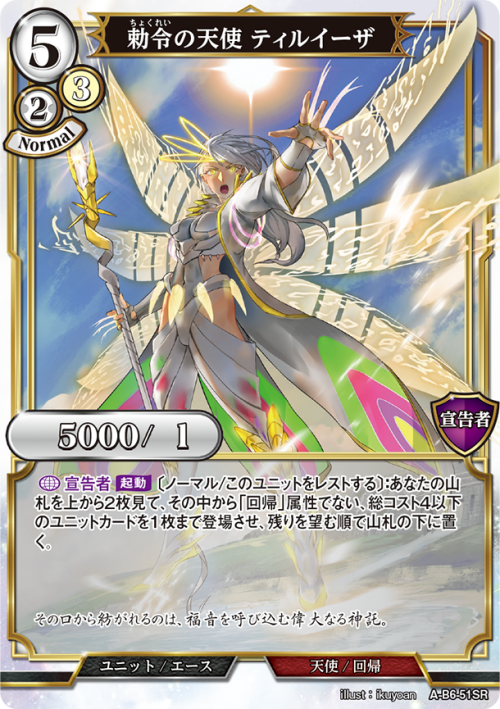 5
ちょくれい
勅令の天使 ティルイーザ
2
3
Normal
5000/ 1
宣告者
宣告者 起動 〔ノーマル/このユニットをレストする〕:あなたの山
札を上から2枚見て、その中から「回帰」属性でない、総コスト4以下
のユニットカードを1枚まで登場させ、残りを望む順で山札の下に置
く。
その口から紡がれるのは、福音を呼び込む偉大なる神託。
ユニット/エース
天使/回帰
illust : ikuyoan
A-B6-51SR